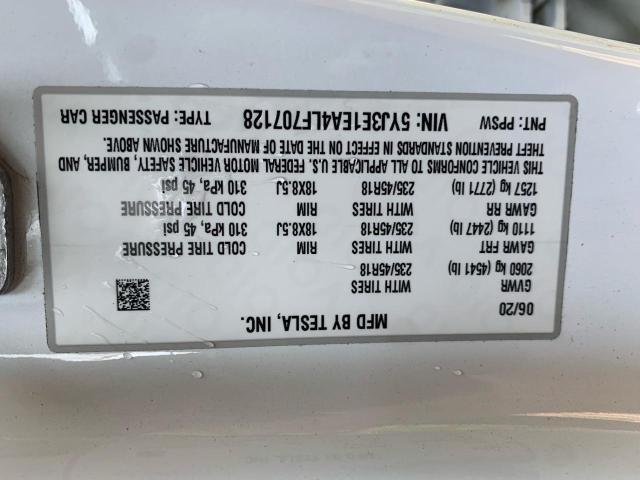 MFD BY TESLA, INC.
06/20
GVWR
2060 kg (4541 lb) WITH TIRES 235/45R18
GAWR FRT WITH TIRES RIM COLD TIRE PRESSURE
1110 kg (2447 lb) 235/45R18 18X8.5J 310 kPa, 45 psi
GAWR RR WITH TIRES RIM COLD TIRE PRESSURE
1257 kg (2771 lb) 235/45R18 18X8.5J 310 kPa, 45 psi
THIS VEHICLE CONFORMS TO ALL APPLICABLE U.S. FEDERAL MOTOR VEHICLE SAFETY, BUMPER, AND
THEFT PREVENTION STANDARDS IN EFFECT ON THE DATE OF MANUFACTURE SHOWN ABOVE.
PNT: PPSW VIN: 5YJ3E1EA4LF707128 TYPE: PASSENGER CAR